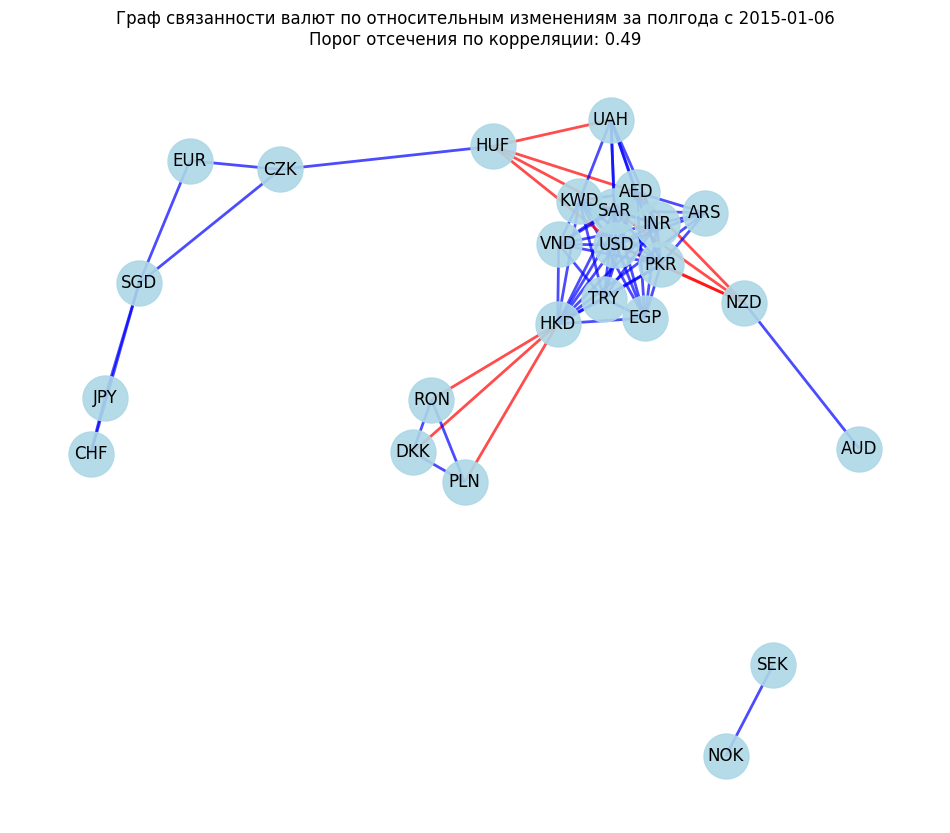 Граф связанности валют по относительным изменениям за полгода с 2015-01-06
Порог отсечения по корреляции: 0.49
UAH
HUF
EUR
CZK
AED
KWD
SAR
ARS
INR
VND
USD
PKR
SGD
TRY
NZD
EGP
HKD
JPY
RON
AUD
DKK
CHF
PLN
SEK
NOK